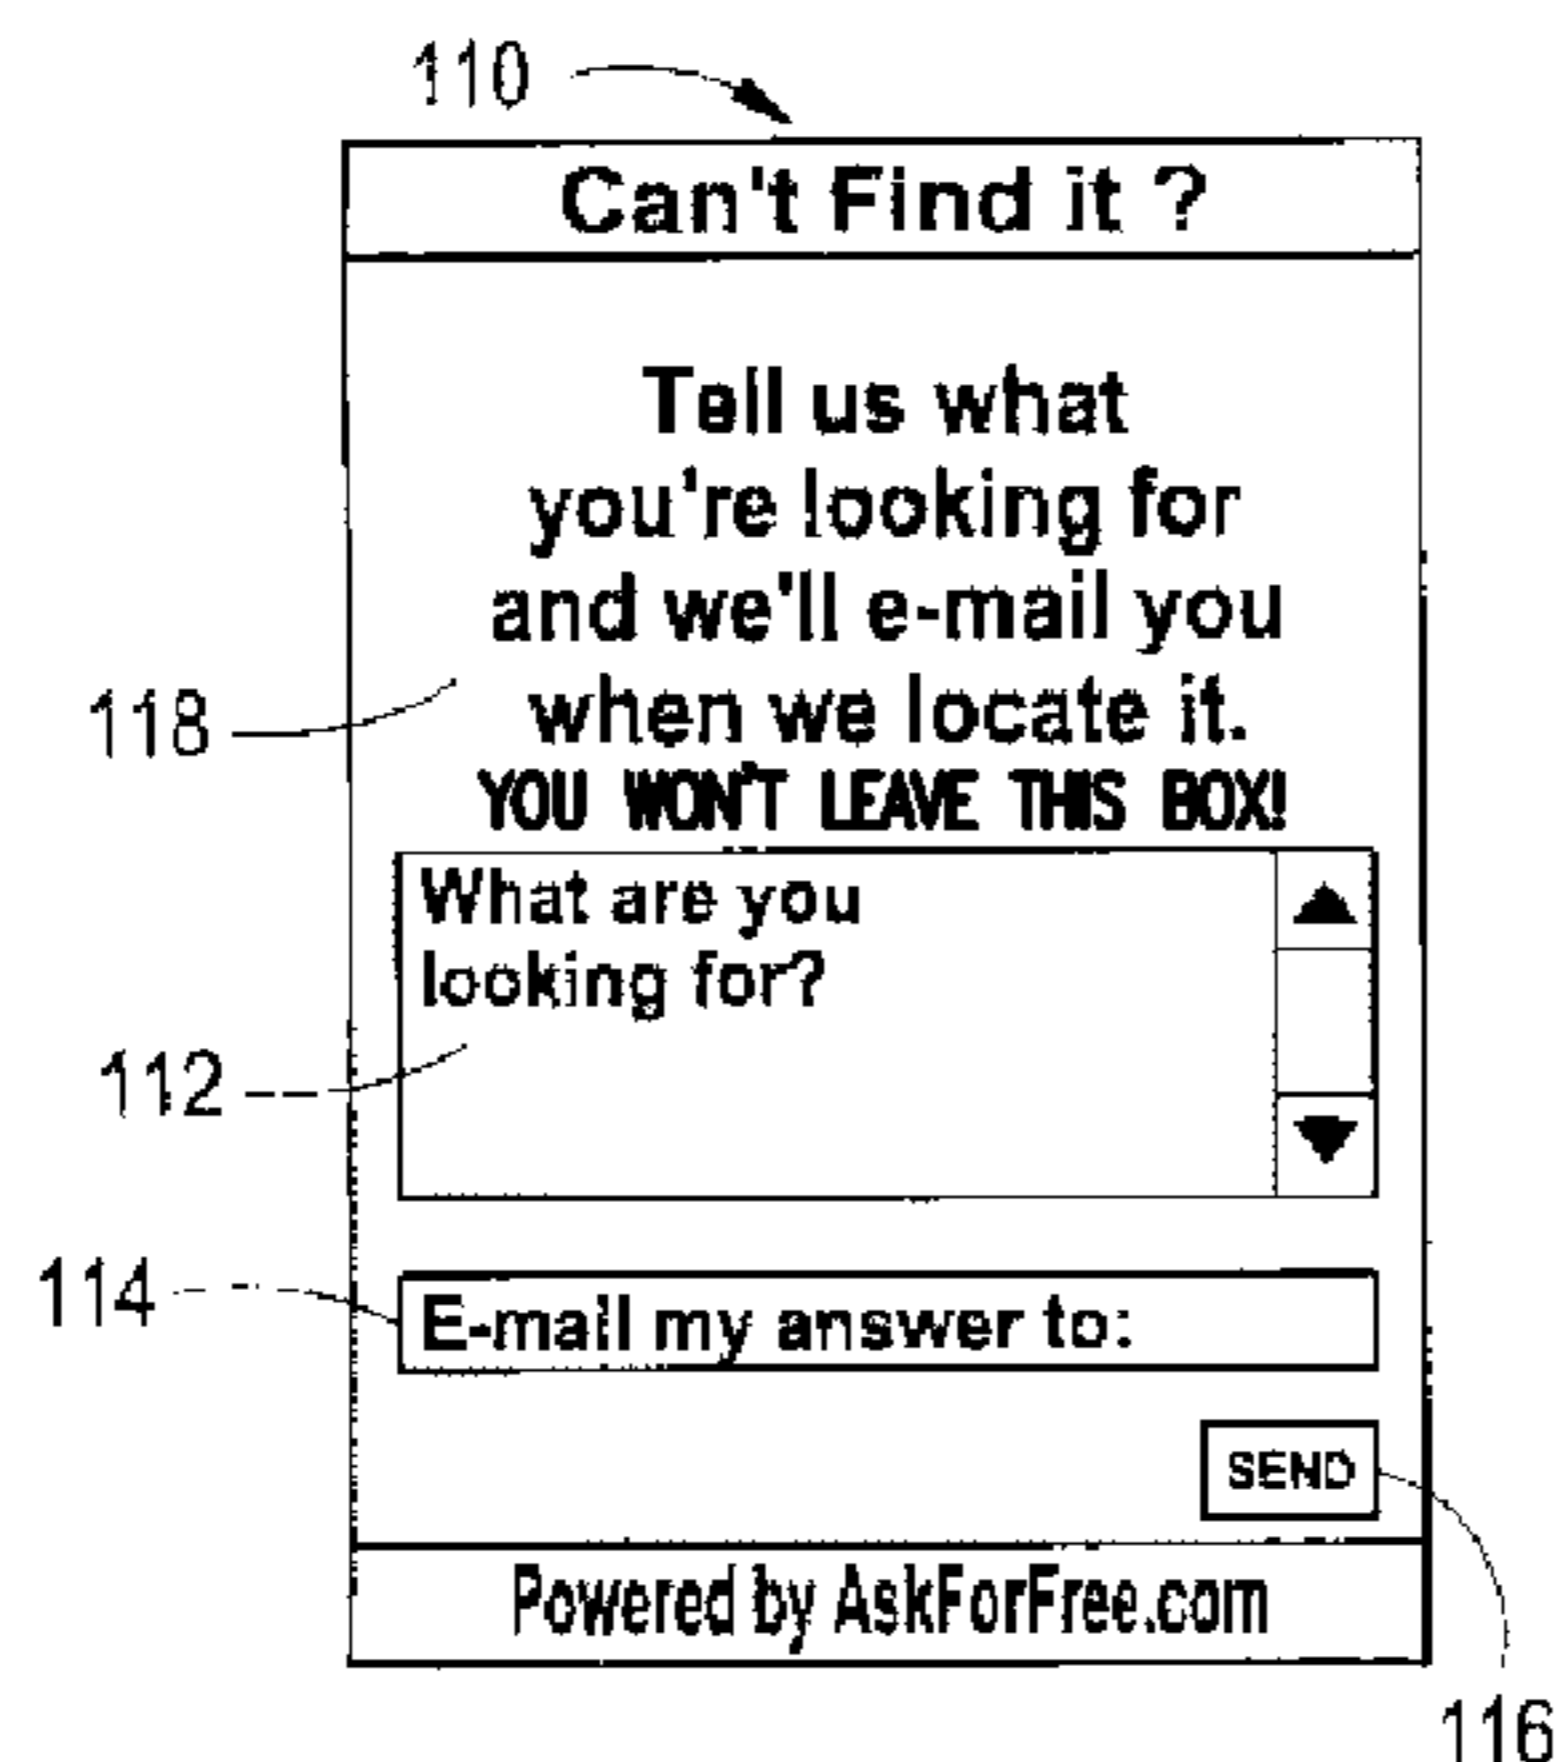 110
Can't Find it ?
Tell us what
you're looking for
and we'll e-mail you
when we locate it.
118
YOU WON'T LEAVE THIS BOX!
What are you
looking for?
112
114
E-mail my answer to:
SEND
Powered by AskForFree.com
116